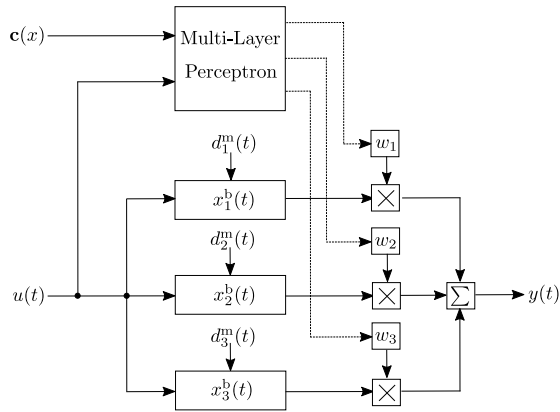 c(x)
Multi-Layer
Perceptron
d₁ᵐ(t)
w₁
x₁ᵇ(t)
×
d₂ᵐ(t)
w₂
u(t)
x₂ᵇ(t)
×
∑
y(t)
d₃ᵐ(t)
w₃
x₃ᵇ(t)
×